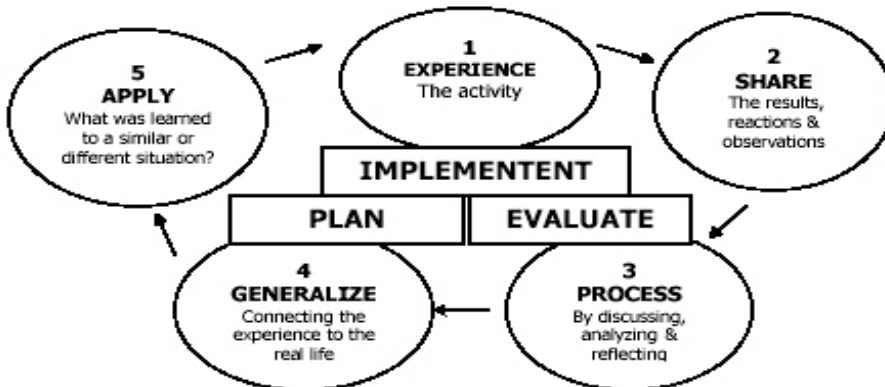 1
EXPERIENCE
The activity
2
SHARE
The results,
reactions &
observations
3
PROCESS
By discussing,
analyzing &
reflecting
4
GENERALIZE
Connecting the
experience to the
real life
5
APPLY
What was learned
to a similar or
different situation?
IMPLEMENTENT
PLAN
EVALUATE